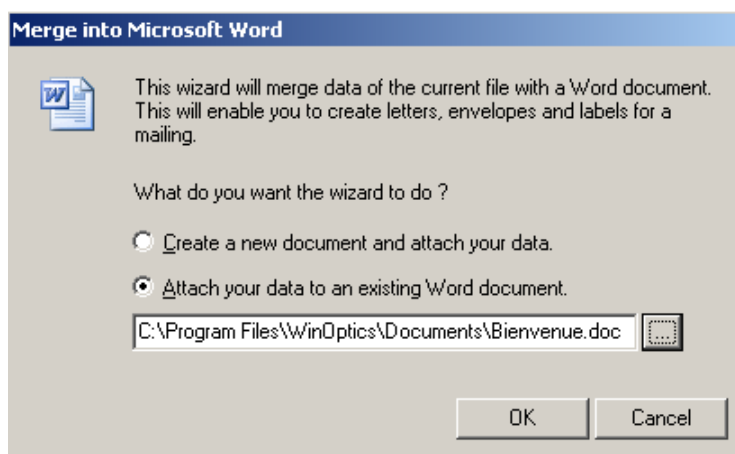 Merge into Microsoft Word
This wizard will merge data of the current file with a Word document.
This will enable you to create letters, envelopes and labels for a
mailing.
What do you want the wizard to do ?
Create a new document and attach your data.
Attach your data to an existing Word document.
C:\Program Files\WinOptics\Documents\Bienvenue.doc ...
OK Cancel